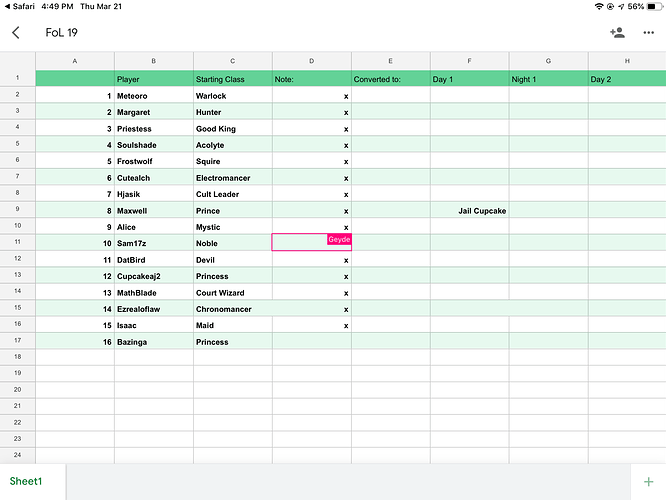 Safari 4:49 PM Thu Mar 21 56%
FoL 19
A B C D E F G H
1 Player Starting Class Note: Converted to: Day 1 Night 1 Day 2
2 1 Meteoro Warlock x
3 2 Margaret Hunter x
4 3 Priestess Good King x
5 4 Soulshade Acolyte x
6 5 Frostwolf Squire x
7 6 Cutealch Electromancer x
8 7 Hjasik Cult Leader x
9 8 Maxwell Prince x Jail Cupcake
10 9 Alice Mystic x
11 10 Sam17z Noble Geyde
12 11 DatBird Devil x
13 12 Cupcakeaj2 Princess x
14 13 MathBlade Court Wizard x
15 14 Ezrealoflaw Chronomancer x
16 15 Isaac Maid x
17 16 Bazinga Princess
18
19
20
21
22
23
24
Sheet1